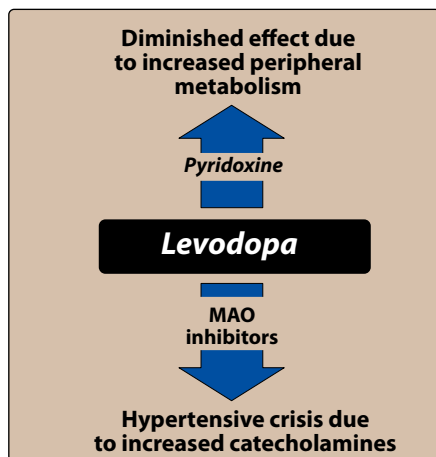 Diminished effect due
to increased peripheral
metabolism
Pyridoxine
Levodopa
MAO
inhibitors
Hypertensive crisis due
to increased catecholamines